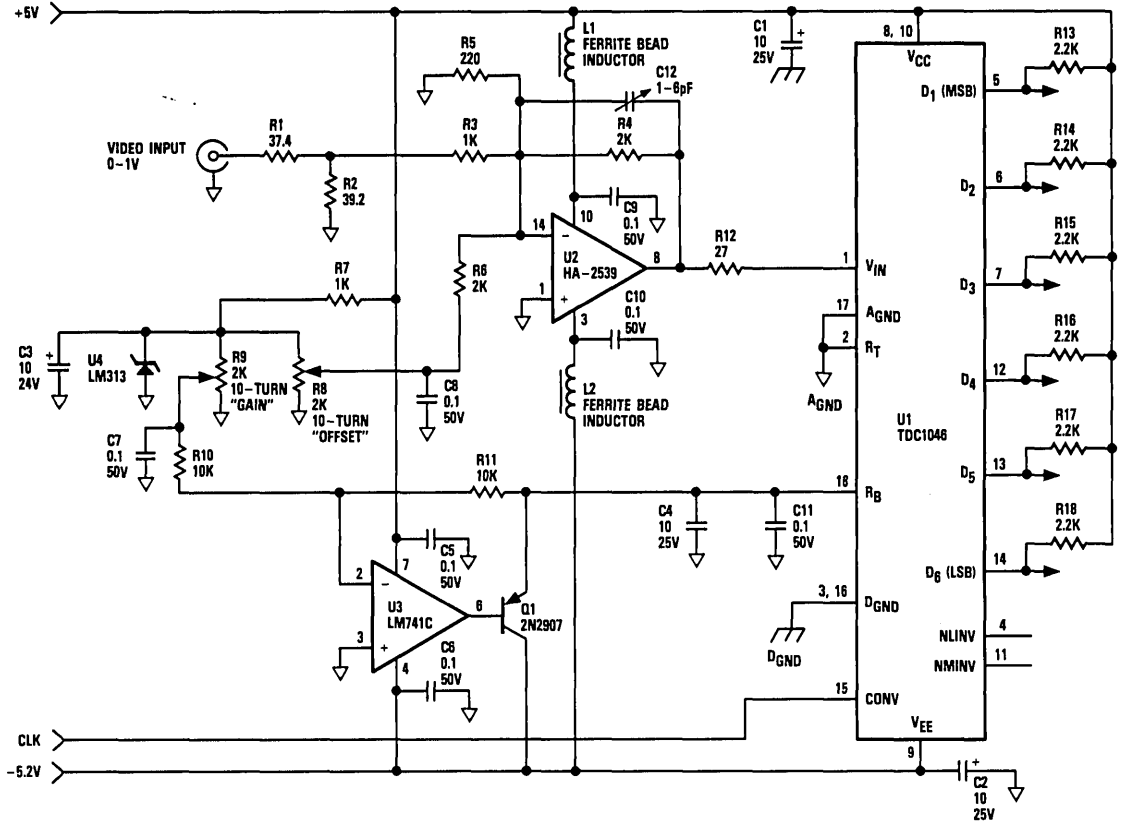 +5V
L1
FERRITE BEAD
INDUCTOR
C1
10
25V
+
8, 10
VCC
R13
2.2K
5
D1 (MSB)
R5
220
C12
1-6pF
R4
2K
VIDEO INPUT
0-1V
R1
37.4
R3
1K
R2
39.2
R14
2.2K
6
D2
C9
0.1
50V
10
14
−
U2
HA-2539
8
1
+
3
R12
27
1
VIN
R15
2.2K
7
D3
R6
2K
R7
1K
C10
0.1
50V
17
AGND
2
RT
AGND
R16
2.2K
12
D4
C3
10
24V
+
U4
LM313
R9
2K
10-TURN
"GAIN"
R8
2K
10-TURN
"OFFSET"
C8
0.1
50V
L2
FERRITE BEAD
INDUCTOR
U1
TDC1046
R17
2.2K
13
D5
C7
0.1
50V
R10
10K
R11
10K
C4
10
25V
C11
0.1
50V
18
RB
R18
2.2K
14
D6 (LSB)
C5
0.1
50V
7
2
−
U3
LM741C
6
3
+
4
Q1
2N2907
C6
0.1
50V
3, 16
DGND
DGND
NLINV
4
NMINV
11
15
CONV
CLK
VEE
9
-5.2V
+
C2
10
25V